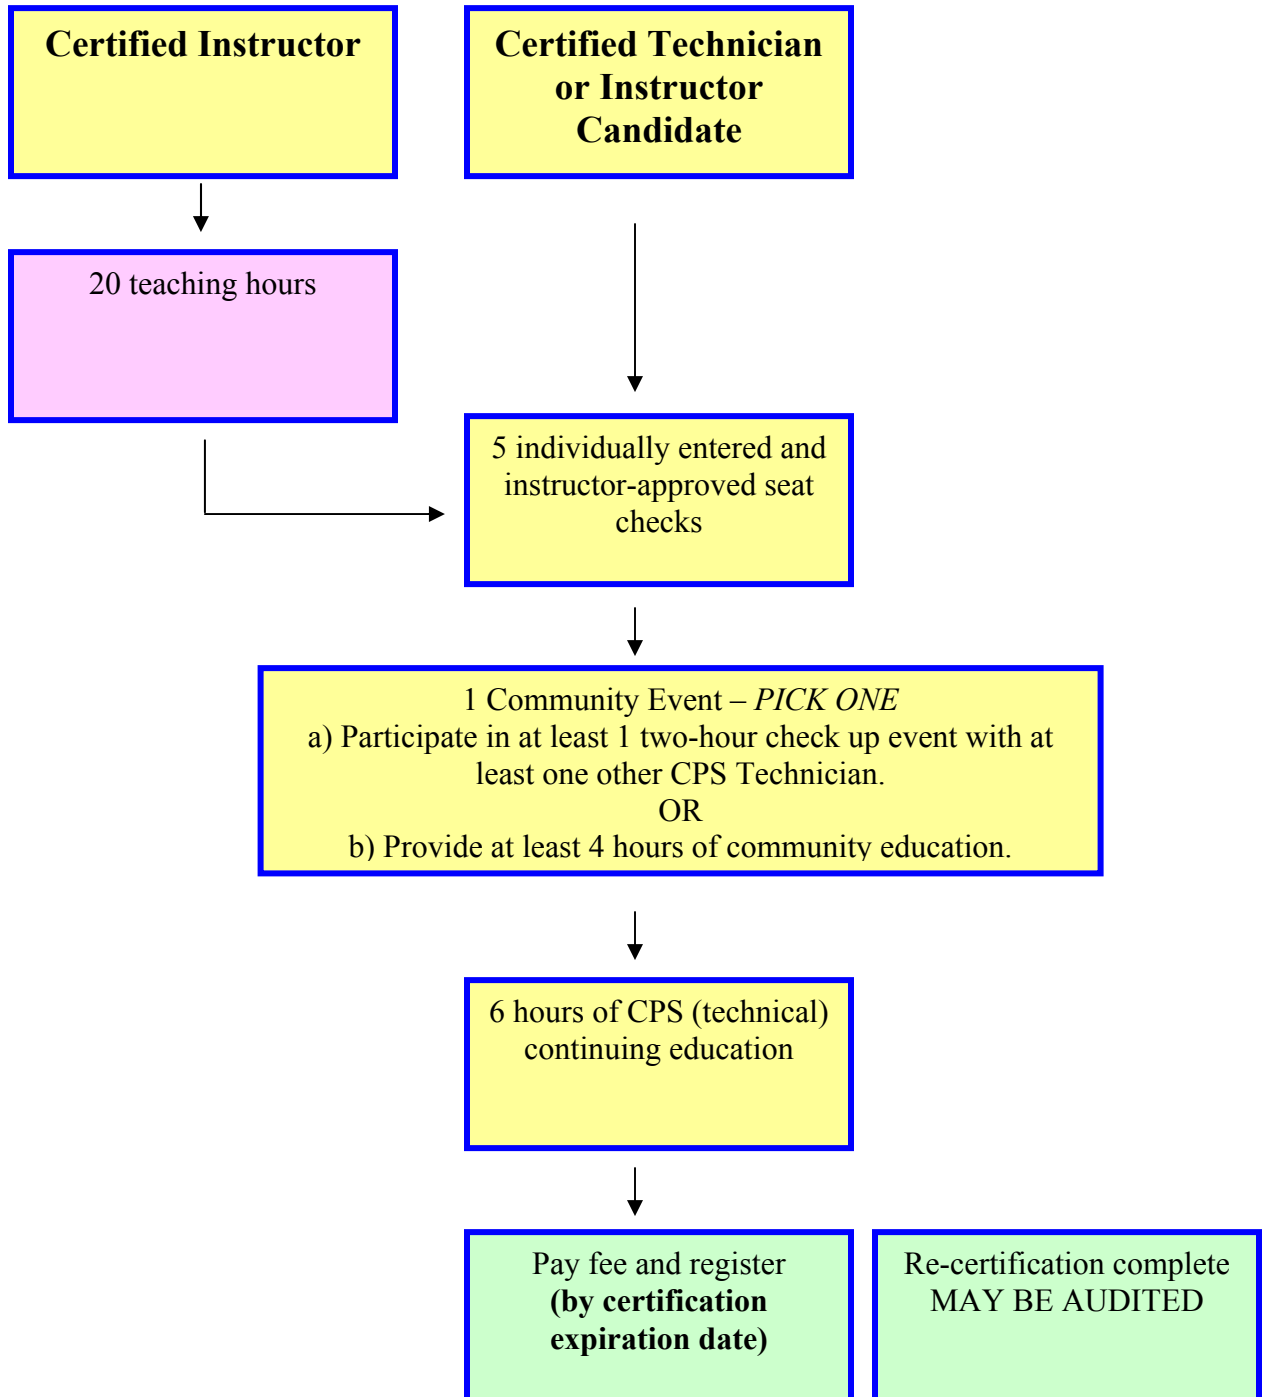 Certified Instructor
Certified Technician
or Instructor
Candidate
20 teaching hours
5 individually entered and
instructor-approved seat
checks
1 Community Event – PICK ONE
a) Participate in at least 1 two-hour check up event with at
least one other CPS Technician.
OR
b) Provide at least 4 hours of community education.
6 hours of CPS (technical)
continuing education
Pay fee and register
(by certification
expiration date)
Re-certification complete
MAY BE AUDITED